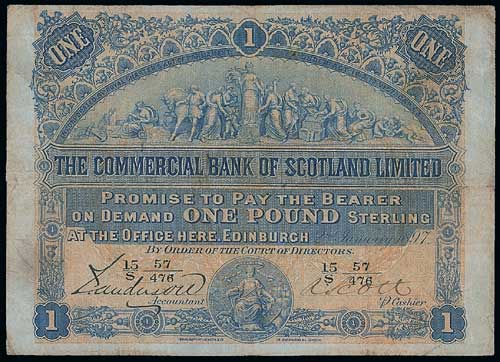 ONE 1 ONE
THE COMMERCIAL BANK OF SCOTLAND LIMITED
PROMISE TO PAY THE BEARER
ON DEMAND ONE POUND STERLING
AT THE OFFICE HERE. EDINBURGH
BY ORDER OF THE COURT OF DIRECTORS.
15 57 15 57
S 476 S 476
Accountant p Cashier
1 1